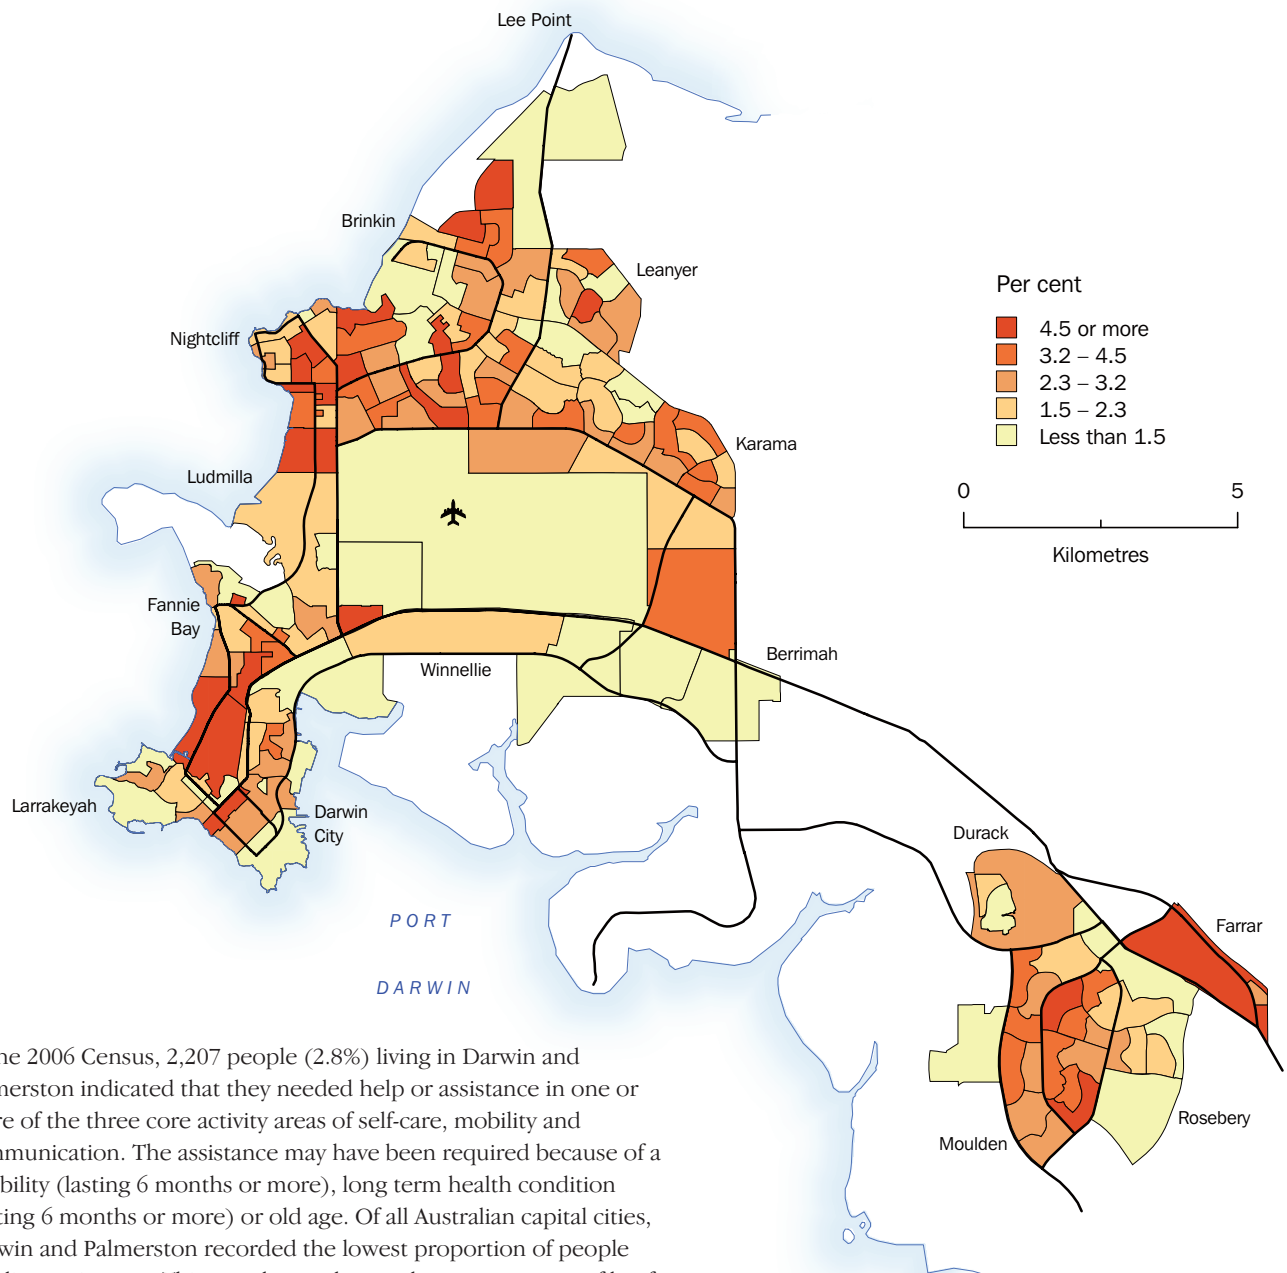 Lee Point
Brinkin
Leanyer
Nightcliff
Karama
Ludmilla
Fannie
Bay
Winnellie
Berrimah
Larrakeyah
Darwin
City
Durack
Farrar
Rosebery
Moulden
PORT
DARWIN
Per cent
4.5 or more
3.2 – 4.5
2.3 – 3.2
1.5 – 2.3
Less than 1.5
0 5
Kilometres
he 2006 Census, 2,207 people (2.8%) living in Darwin and
merston indicated that they needed help or assistance in one or
re of the three core activity areas of self-care, mobility and
mmunication. The assistance may have been required because of a
bility (lasting 6 months or more), long term health condition
ting 6 months or more) or old age. Of all Australian capital cities,
win and Palmerston recorded the lowest proportion of people